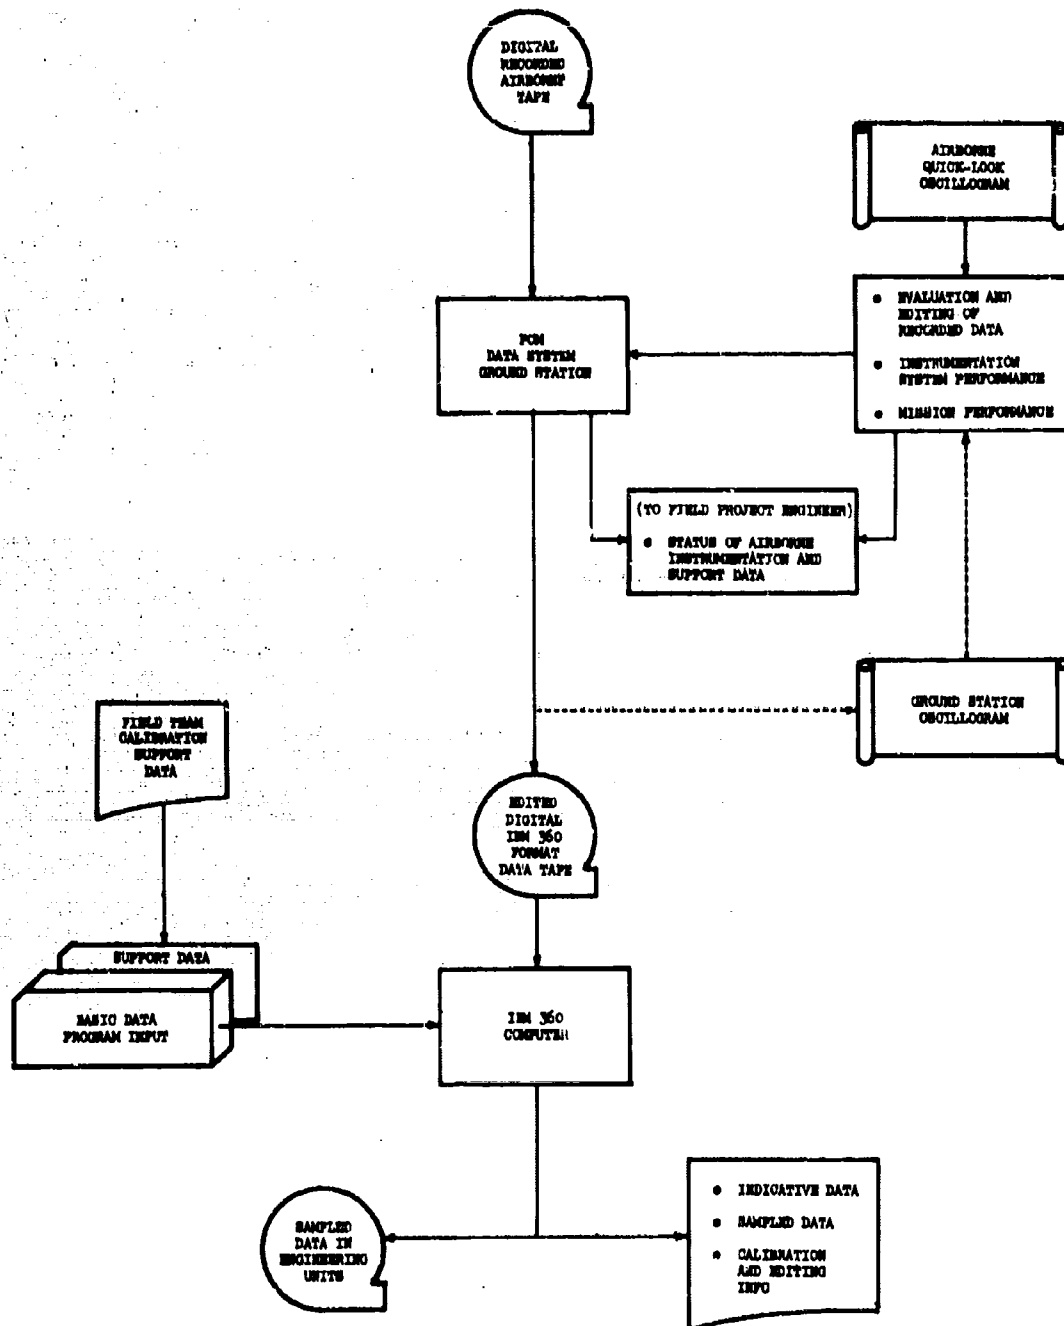 DIGITAL
RECORDED
AIRBORNE
TAPE
AIRBORNE
QUICK-LOOK
OSCILLOGRAM
• EVALUATION AND
EDITING OF
RECORDED DATA
• INSTRUMENTATION
SYSTEM PERFORMANCE
• MISSION PERFORMANCE
PCM
DATA SYSTEM
GROUND STATION
(TO FIELD PROJECT ENGINEER)
• STATUS OF AIRBORNE
INSTRUMENTATION AND
SUPPORT DATA
GROUND STATION
OSCILLOGRAM
FIELD TEAM
CALIBRATION
SUPPORT
DATA
EDITED
DIGITAL
IBM 360
FORMAT
DATA TAPE
SUPPORT DATA
BASIC DATA
PROGRAM INPUT
IBM 360
COMPUTER
SAMPLED
DATA IN
ENGINEERING
UNITS
• INDICATIVE DATA
• SAMPLED DATA
• CALIBRATION
AND EDITING
INFO